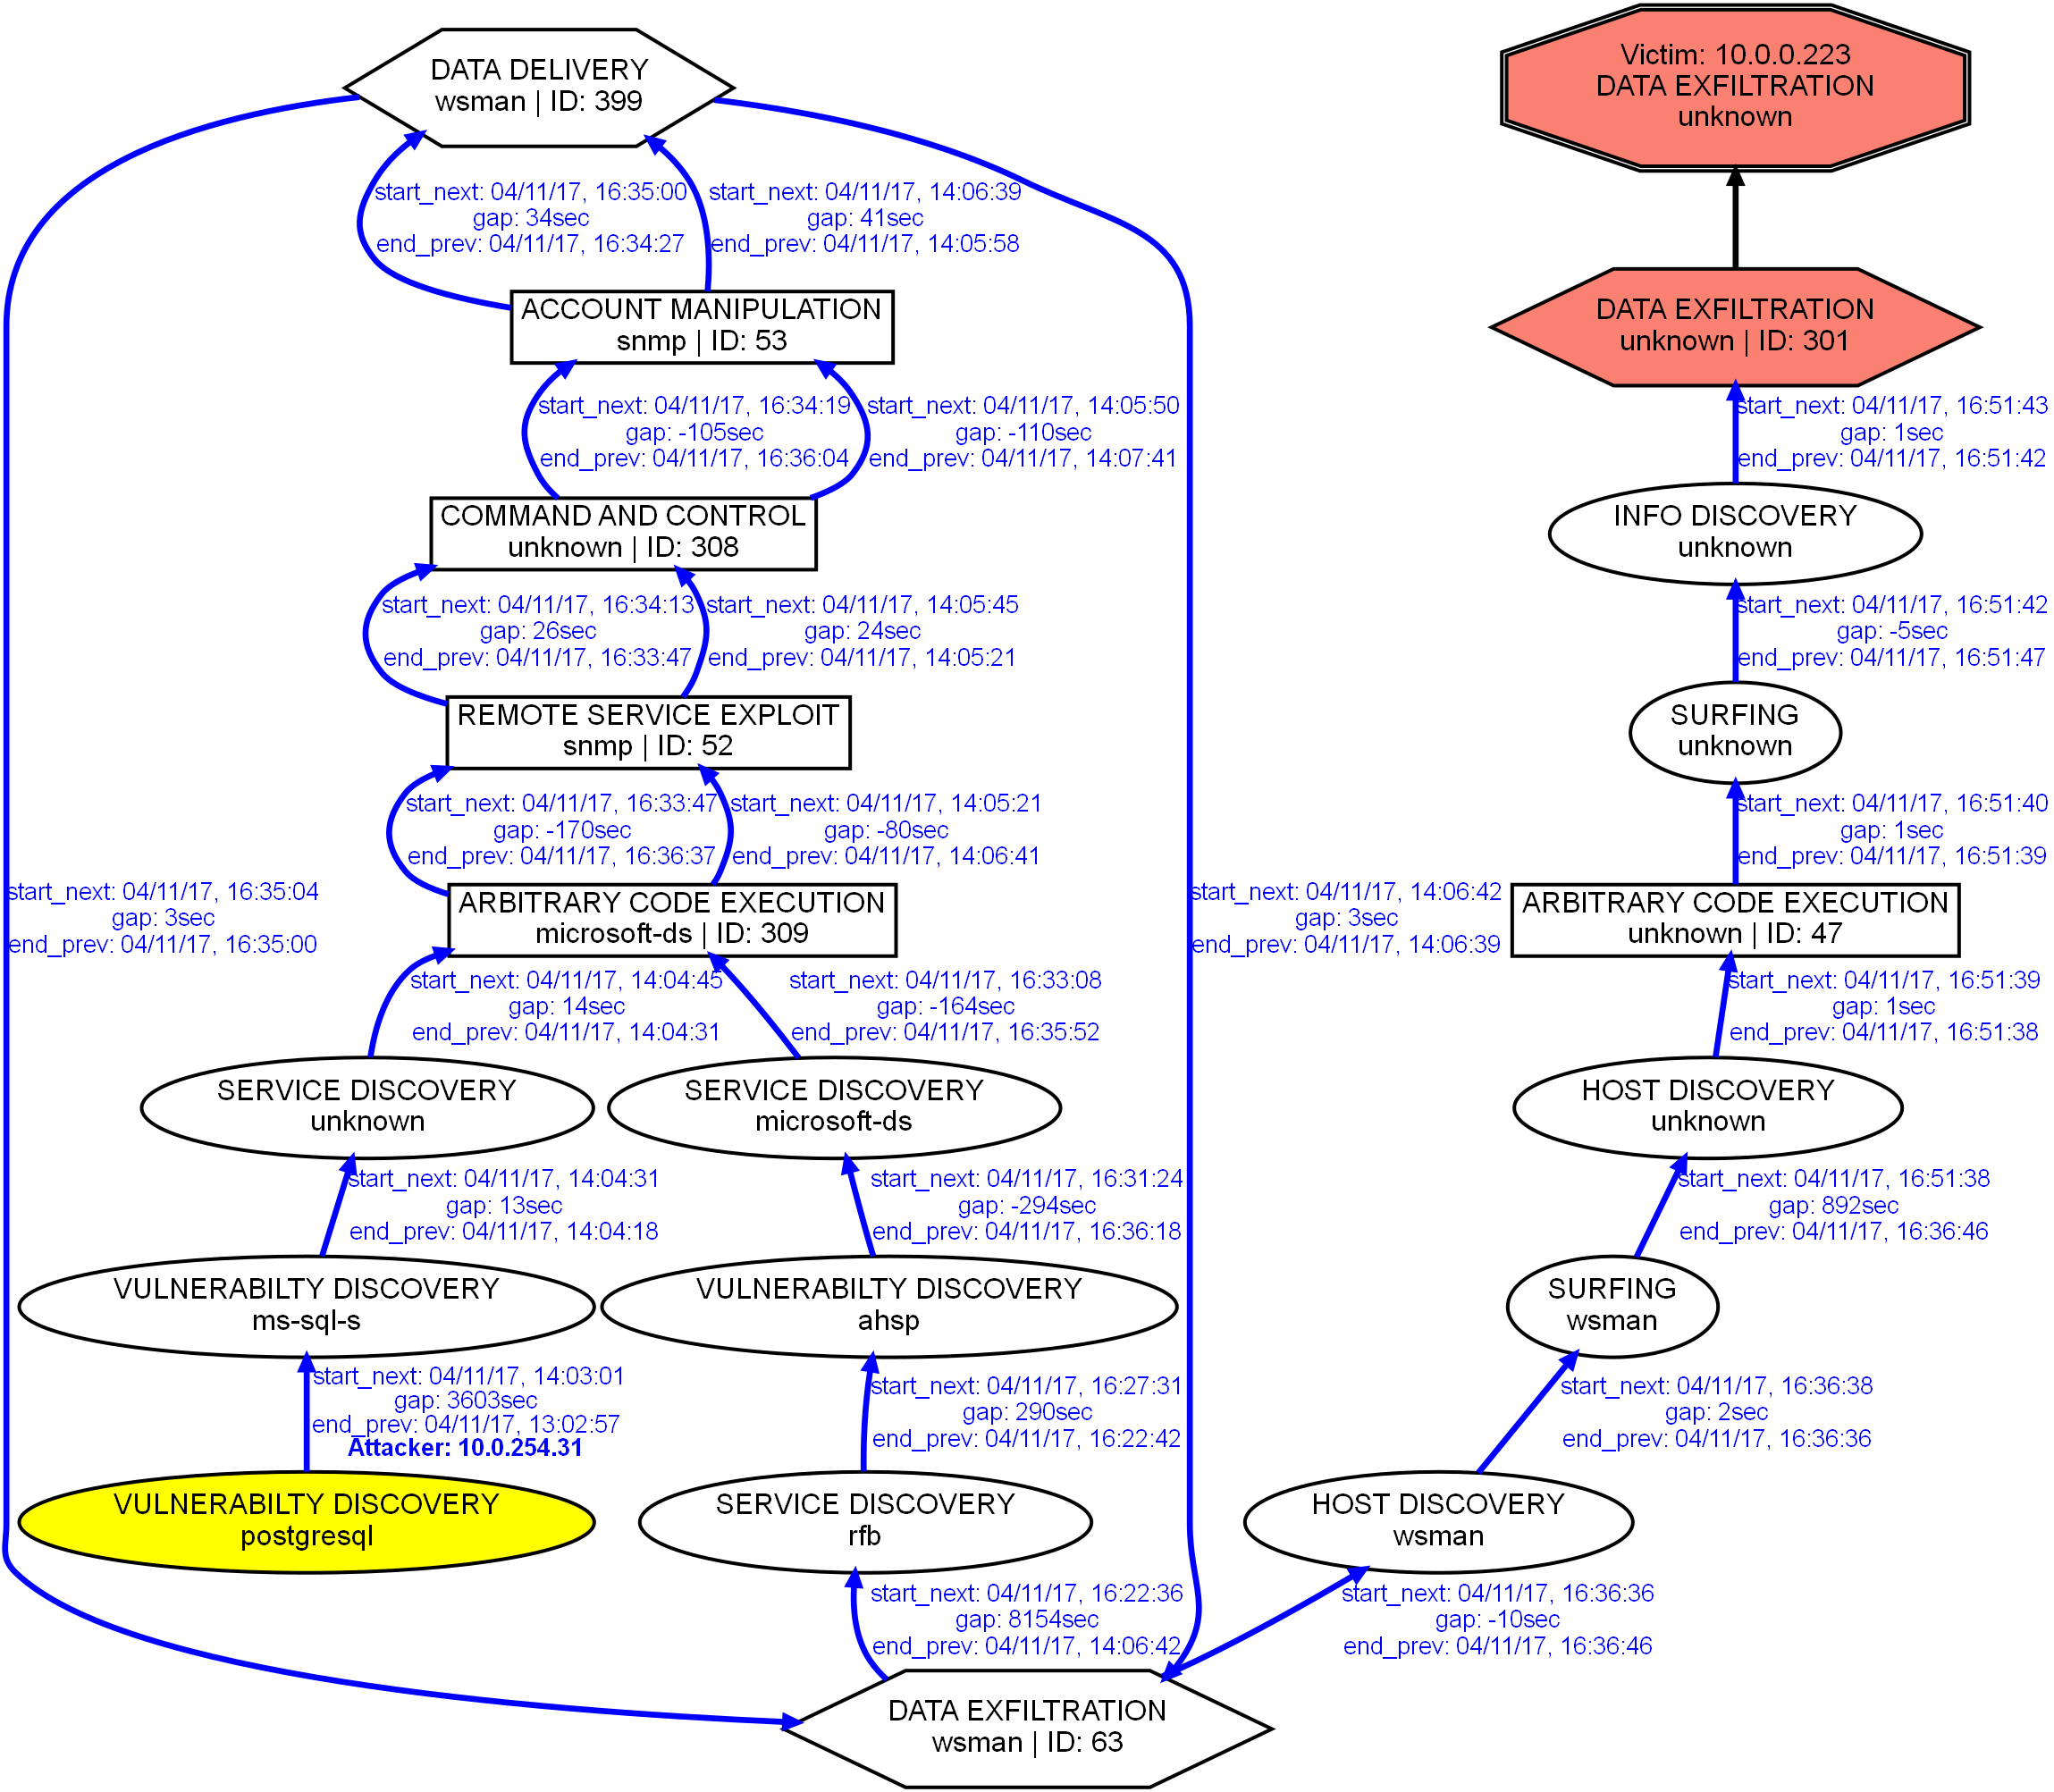 DATA DELIVERY
wsman | ID: 399
Victim: 10.0.0.223
DATA EXFILTRATION
unknown
start_next: 04/11/17, 16:35:00
gap: 34sec
end_prev: 04/11/17, 16:34:27
start_next: 04/11/17, 14:06:39
gap: 41sec
end_prev: 04/11/17, 14:05:58
ACCOUNT MANIPULATION
snmp | ID: 53
DATA EXFILTRATION
unknown | ID: 301
start_next: 04/11/17, 16:34:19
gap: -105sec
end_prev: 04/11/17, 16:36:04
start_next: 04/11/17, 14:05:50
gap: -110sec
end_prev: 04/11/17, 14:07:41
start_next: 04/11/17, 16:51:43
gap: 1sec
end_prev: 04/11/17, 16:51:42
COMMAND AND CONTROL
unknown | ID: 308
INFO DISCOVERY
unknown
start_next: 04/11/17, 16:34:13
gap: 26sec
end_prev: 04/11/17, 16:33:47
start_next: 04/11/17, 14:05:45
gap: 24sec
end_prev: 04/11/17, 14:05:21
start_next: 04/11/17, 16:51:42
gap: -5sec
end_prev: 04/11/17, 16:51:47
REMOTE SERVICE EXPLOIT
snmp | ID: 52
SURFING
unknown
start_next: 04/11/17, 16:33:47
gap: -170sec
end_prev: 04/11/17, 16:36:37
start_next: 04/11/17, 14:05:21
gap: -80sec
end_prev: 04/11/17, 14:06:41
start_next: 04/11/17, 16:51:40
gap: 1sec
end_prev: 04/11/17, 16:51:39
start_next: 04/11/17, 16:35:04
gap: 3sec
end_prev: 04/11/17, 16:35:00
ARBITRARY CODE EXECUTION
microsoft-ds | ID: 309
start_next: 04/11/17, 14:06:42
gap: 3sec
end_prev: 04/11/17, 14:06:39
ARBITRARY CODE EXECUTION
unknown | ID: 47
start_next: 04/11/17, 14:04:45
gap: 14sec
end_prev: 04/11/17, 14:04:31
start_next: 04/11/17, 16:33:08
gap: -164sec
end_prev: 04/11/17, 16:35:52
start_next: 04/11/17, 16:51:39
gap: 1sec
end_prev: 04/11/17, 16:51:38
SERVICE DISCOVERY
unknown
SERVICE DISCOVERY
microsoft-ds
HOST DISCOVERY
unknown
start_next: 04/11/17, 14:04:31
gap: 13sec
end_prev: 04/11/17, 14:04:18
start_next: 04/11/17, 16:31:24
gap: -294sec
end_prev: 04/11/17, 16:36:18
start_next: 04/11/17, 16:51:38
gap: 892sec
end_prev: 04/11/17, 16:36:46
VULNERABILTY DISCOVERY
ms-sql-s
VULNERABILTY DISCOVERY
ahsp
SURFING
wsman
start_next: 04/11/17, 14:03:01
gap: 3603sec
end_prev: 04/11/17, 13:02:57
Attacker: 10.0.254.31
start_next: 04/11/17, 16:27:31
gap: 290sec
end_prev: 04/11/17, 16:22:42
start_next: 04/11/17, 16:36:38
gap: 2sec
end_prev: 04/11/17, 16:36:36
VULNERABILTY DISCOVERY
postgresql
SERVICE DISCOVERY
rfb
HOST DISCOVERY
wsman
start_next: 04/11/17, 16:22:36
gap: 8154sec
end_prev: 04/11/17, 14:06:42
start_next: 04/11/17, 16:36:36
gap: -10sec
end_prev: 04/11/17, 16:36:46
DATA EXFILTRATION
wsman | ID: 63